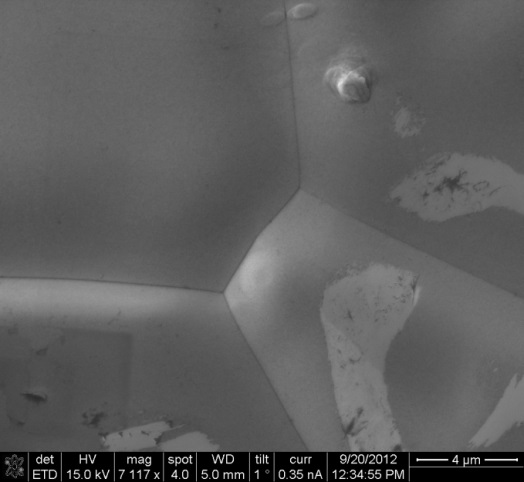 det HV mag spot WD tilt curr 9/20/2012 4 µm
ETD 15.0 kV 7 117 x 4.0 5.0 mm 1 ° 0.35 nA 12:34:55 PM